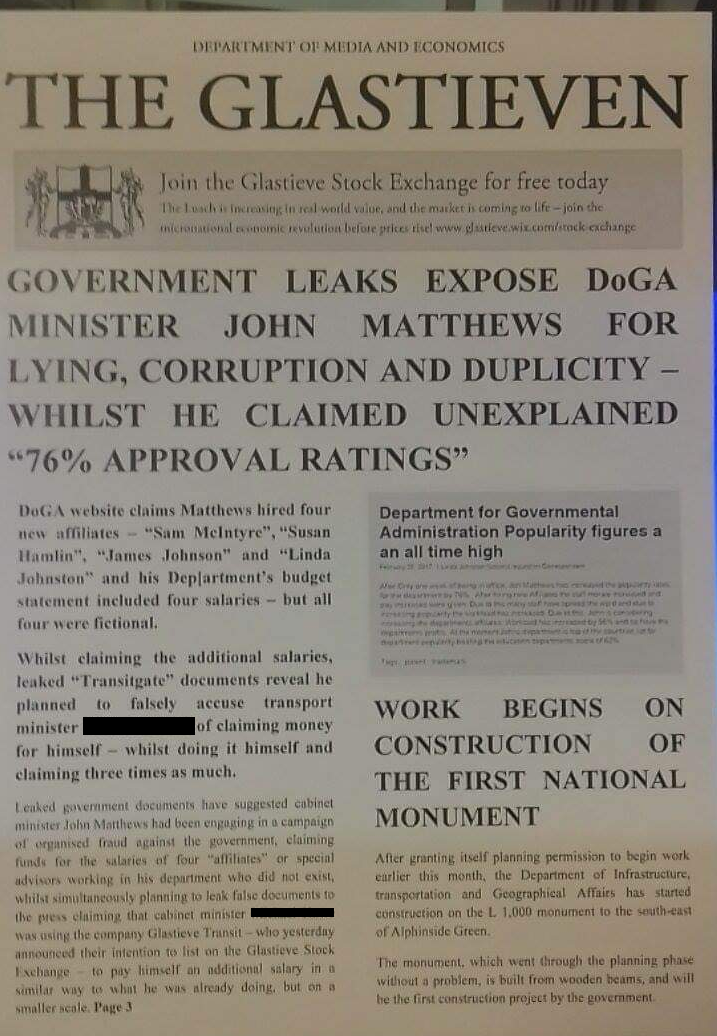 DEPARTMENT OF MEDIA AND ECONOMICS
THE GLASTIEVEN
Join the Glastieve Stock Exchange for free today
The Luach is increasing in real-world value, and the market is coming to life – join the
micronational economic revolution before prices rise! www.glastieve.wix.com/stock-exchange
GOVERNMENT LEAKS EXPOSE DoGA
MINISTER JOHN MATTHEWS FOR
LYING, CORRUPTION AND DUPLICITY –
WHILST HE CLAIMED UNEXPLAINED
“76% APPROVAL RATINGS”
DoGA website claims Matthews hired four
new affiliates – “Sam McIntyre”, “Susan
Hamlin”, “James Johnson” and “Linda
Johnston” and his Dep|artment's budget
statement included four salaries – but all
four were fictional.
Whilst claiming the additional salaries,
leaked “Transitgate” documents reveal he
planned to falsely accuse transport
minister of claiming money
for himself – whilst doing it himself and
claiming three times as much.
Leaked government documents have suggested cabinet
minister John Matthews had been engaging in a campaign
of organised fraud against the government, claiming
funds for the salaries of four “affiliates” or special
advisors working in his department who did not exist,
whilst simultaneously planning to leak false documents to
the press claiming that cabinet minister
was using the company Glastieve Transit – who yesterday
announced their intention to list on the Glastieve Stock
Exchange – to pay himself an additional salary in a
similar way to what he was already doing, but on a
smaller scale. Page 3
Department for Governmental
Administration Popularity figures a
an all time high
WORK BEGINS ON
CONSTRUCTION OF
THE FIRST NATIONAL
MONUMENT
After granting itself planning permission to begin work
earlier this month, the Department of Infrastructure,
transportation and Geographical Affairs has started
construction on the L 1,000 monument to the south-east
of Alphinside Green.
The monument, which went through the planning phase
without a problem, is built from wooden beams, and will
be the first construction project by the government.